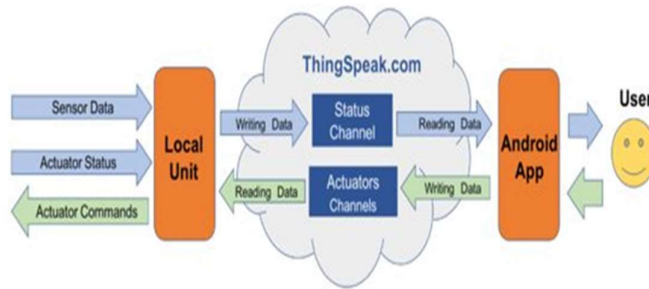 ThingSpeak.com
Sensor Data
Actuator Status
Actuator Commands
Local
Unit
Writing Data
Reading Data
Status
Channel
Actuators
Channels
Reading Data
Writing Data
Android
App
User